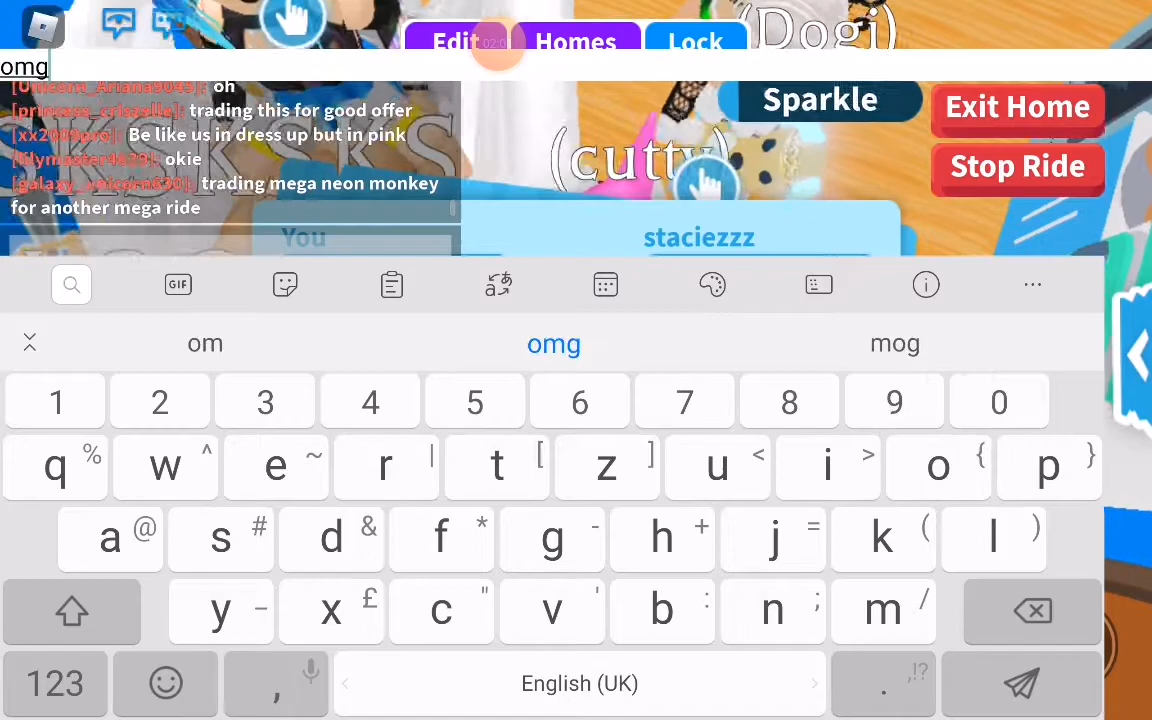 (Dogi)
Edit
Homes
Lock
omg
[Unicorn_Ariana9045]: oh
trading this for good offer
Be like us in dress up but in pink
okie
trading mega neon monkey
for another mega ride
Sparkle
Exit Home
(cutty)
Stop Ride
You
staciezzz
GIF
om
omg
mog
1 2 3 4 5 6 7 8 9 0
q % w ^ e ~ r | t [ z ] u < i > o { p }
a @ s # d & f * g - h + j = k ( l )
y _ x £ c " v ' b : n ; m /
123 , English (UK) . ,!?